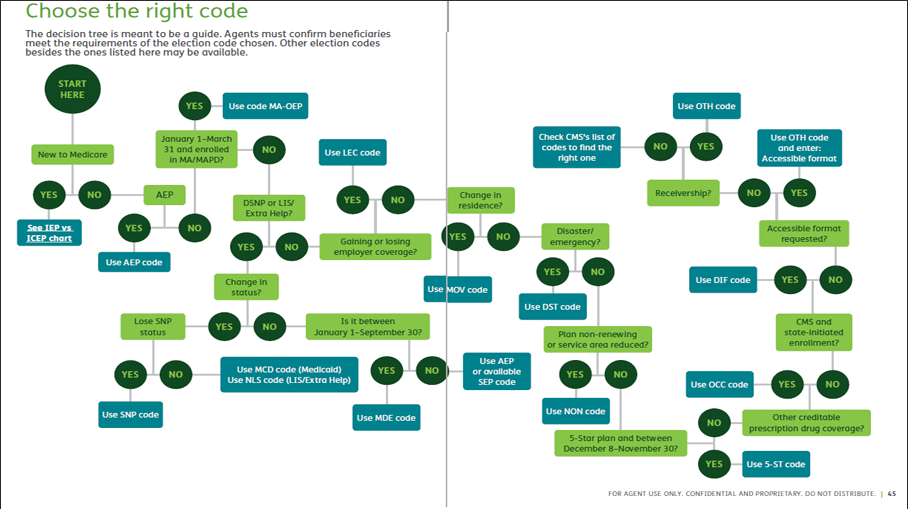 Choose the right code
The decision tree is meant to be a guide. Agents must confirm beneficiaries
meet the requirements of the election code chosen. Other election codes
besides the ones listed here may be available.
START
HERE
New to Medicare
YES
NO
See IEP vs
ICEP chart
AEP
YES
NO
Use AEP code
January 1–March
31 and enrolled
in MA/MAPD?
YES
Use code MA-OEP
NO
DSNP or LIS/
Extra Help?
YES
NO
Change in
status?
YES
NO
Lose SNP
status
YES
NO
Use SNP code
Use MCD code (Medicaid)
Use NLS code (LIS/Extra Help)
Is it between
January 1–September 30?
YES
NO
Use MDE code
Use AEP
or available
SEP code
Gaining or losing
employer coverage?
YES
NO
Use LEC code
Change in
residence?
YES
NO
Use MOV code
Disaster/
emergency?
YES
NO
Use DST code
Plan non-renewing
or service area reduced?
YES
NO
Use NON code
5-Star plan and between
December 8–November 30?
NO
YES
Use 5-ST code
Other creditable
prescription drug coverage?
YES
NO
Use OCC code
CMS and
state-initiated
enrollment?
YES
NO
Use DIF code
Accessible format
requested?
NO
YES
Use OTH code
and enter:
Accessible format
Receivership?
NO
YES
Use OTH code
Check CMS's list of
codes to find the
right one
FOR AGENT USE ONLY. CONFIDENTIAL AND PROPRIETARY. DO NOT DISTRIBUTE. | 45